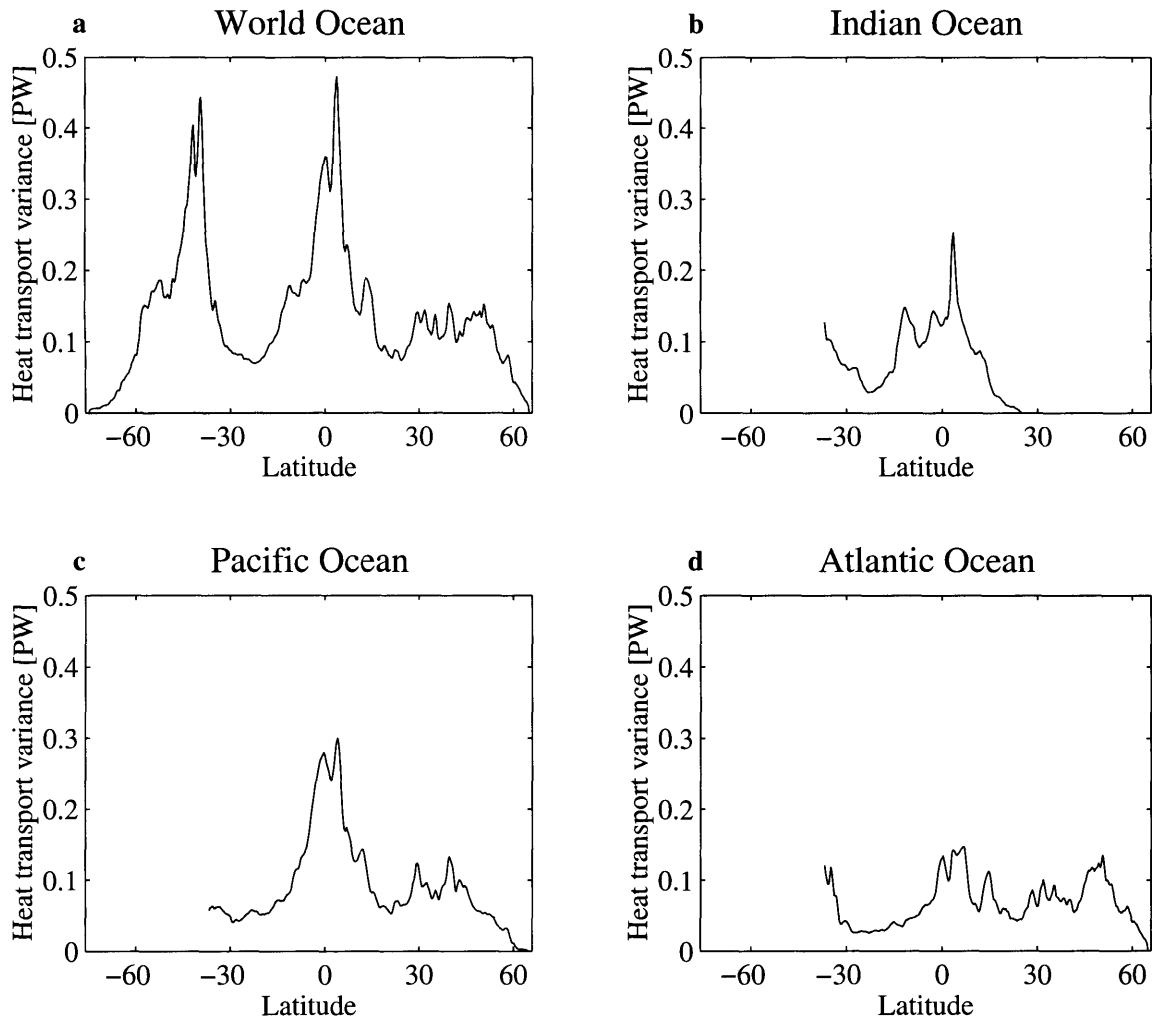 a World Ocean
Heat transport variance [PW]
0.5
0.4
0.3
0.2
0.1
0
−60 −30 0 30 60
Latitude
b Indian Ocean
Heat transport variance [PW]
0.5
0.4
0.3
0.2
0.1
0
−60 −30 0 30 60
Latitude
c Pacific Ocean
Heat transport variance [PW]
0.5
0.4
0.3
0.2
0.1
0
−60 −30 0 30 60
Latitude
d Atlantic Ocean
Heat transport variance [PW]
0.5
0.4
0.3
0.2
0.1
0
−60 −30 0 30 60
Latitude